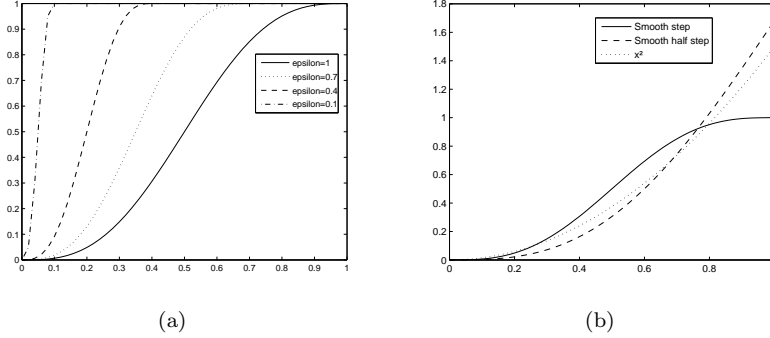 1
0.9
0.8
0.7
0.6
0.5
0.4
0.3
0.2
0.1
0
0 0.1 0.2 0.3 0.4 0.5 0.6 0.7 0.8 0.9 1
epsilon=1
epsilon=0.7
epsilon=0.4
epsilon=0.1
(a)
1.8
1.6
1.4
1.2
1
0.8
0.6
0.4
0.2
0
0 0.2 0.4 0.6 0.8
Smooth step
Smooth half step
x²
(b)